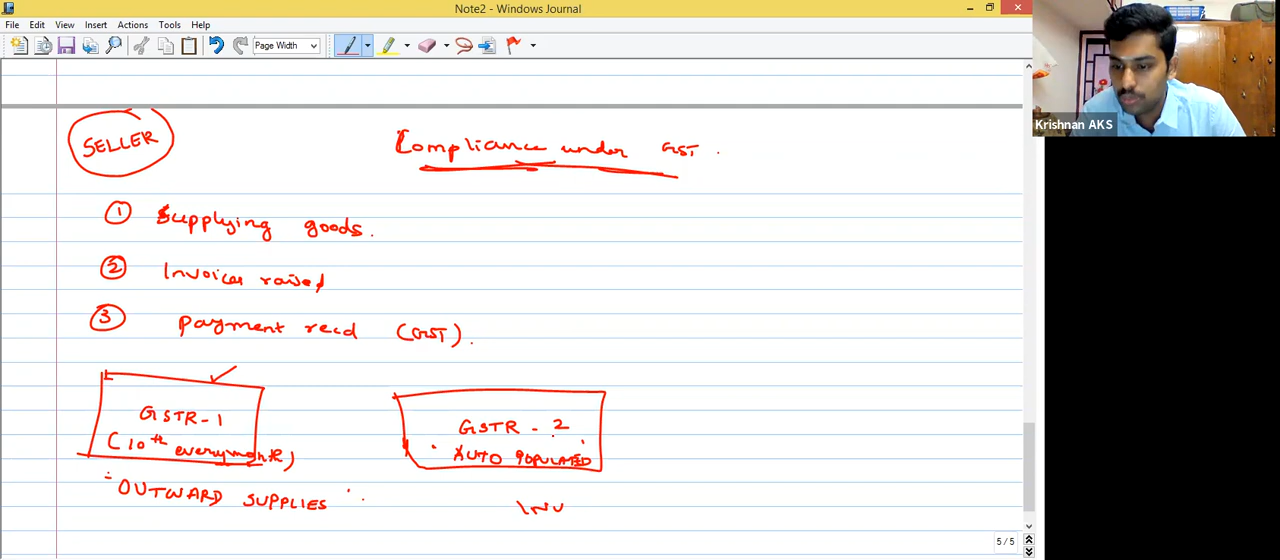 Note2 - Windows Journal
File Edit View Insert Actions Tools Help
Page Width
Krishnan AKS
SELLER
Compliance under GST.
1 Supplying goods.
2 Invoices raised
3 Payment recd (GST).
GSTR-1
(10th every month)
"OUTWARD SUPPLIES".
GSTR - 2
"AUTO POPULATED"
INV
5 / 5